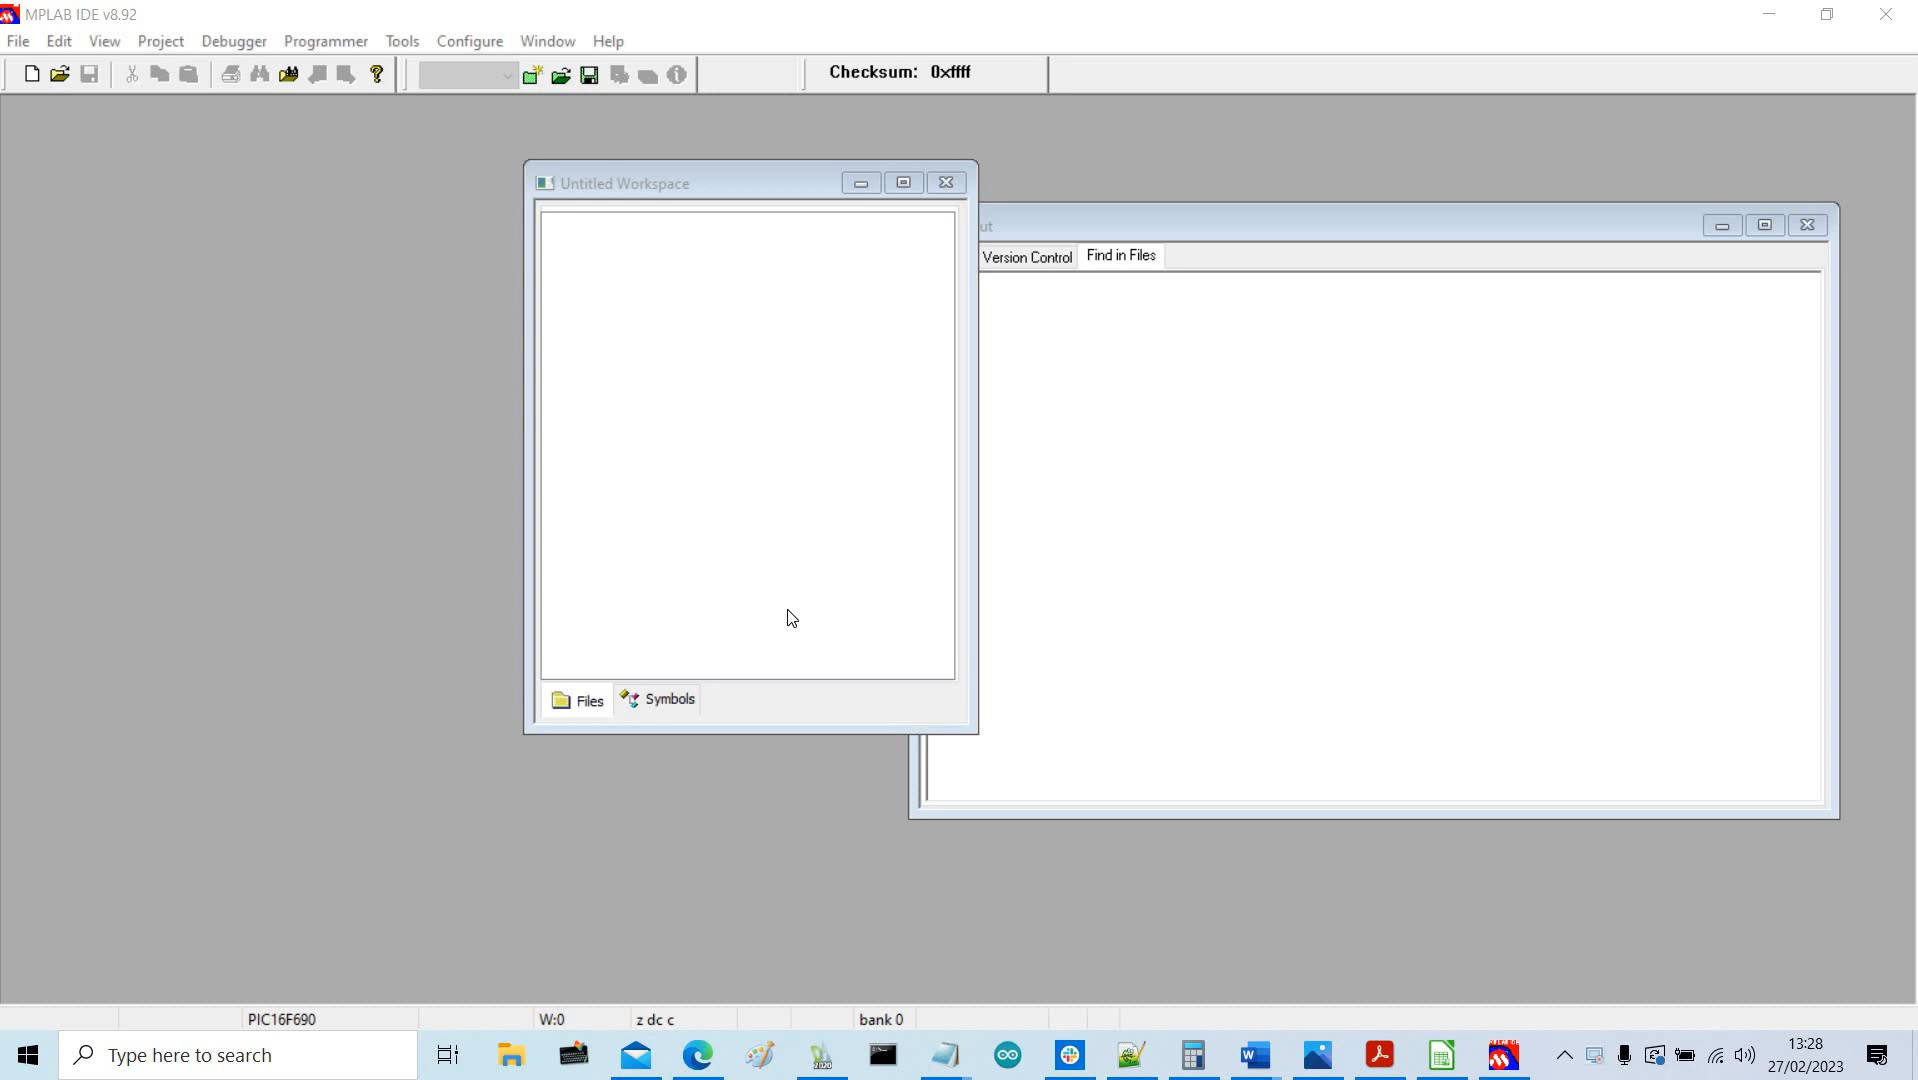 MPLAB IDE v8.92
File Edit View Project Debugger Programmer Tools Configure Window Help
Checksum: 0xffff
Untitled Workspace
ut
Version Control Find in Files
Files Symbols
PIC16F690 W:0 z dc c bank 0
Type here to search
2020
W
13:28
27/02/2023